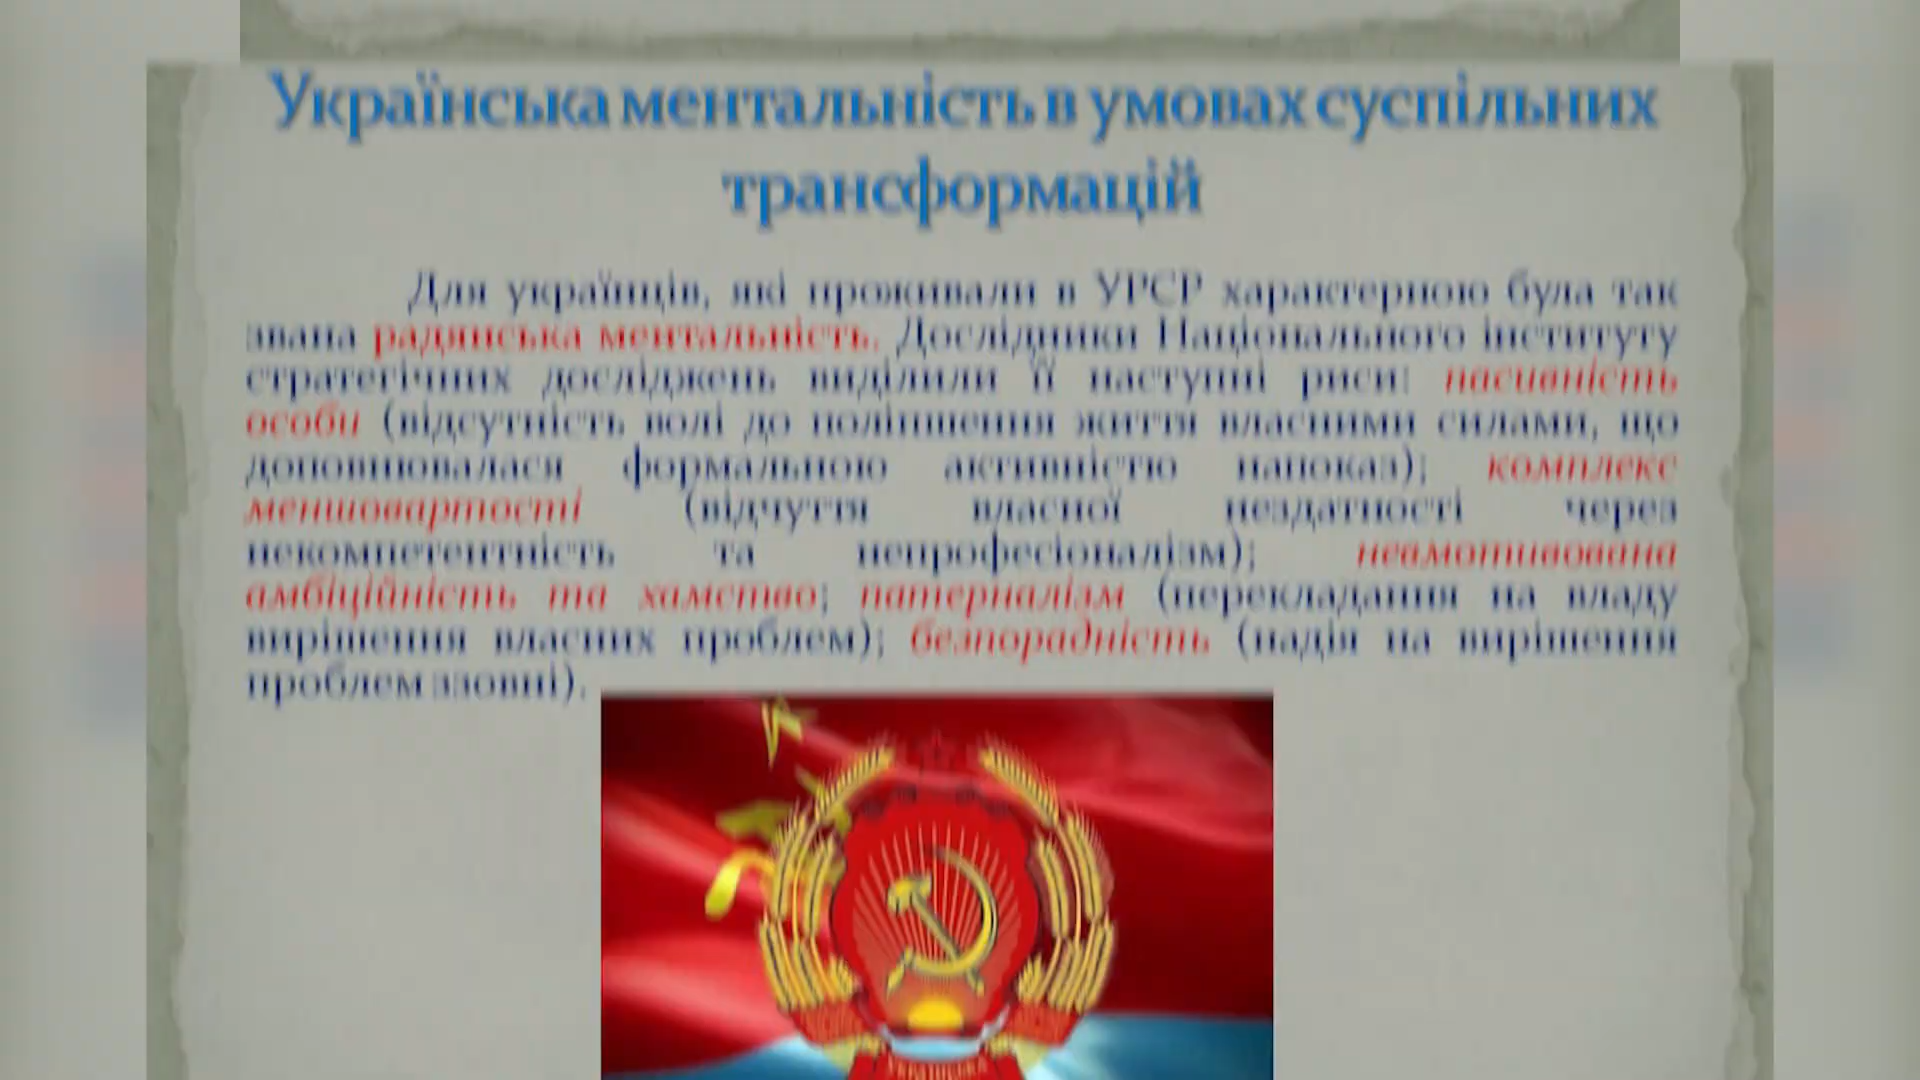 Українська ментальність в умовах суспільних
трансформацій
Для українців, які проживали в УРСР характерною була так
звана радянська ментальність. Дослідники Національного інституту
стратегічних досліджень виділили її наступні риси: пасивність
особи (відсутність волі до поліпшення життя власними силами, що
доповнювалася формальною активністю напоказ); комплекс
меншовартості (відчуття власної нездатності через
некомпетентність та непрофесіоналізм); невмотивована
амбіційність та хамство; патерналізм (перекладання на владу
вирішення власних проблем); безпорадність (надія на вирішення
проблем ззовні).
УКРАЇНСЬКА